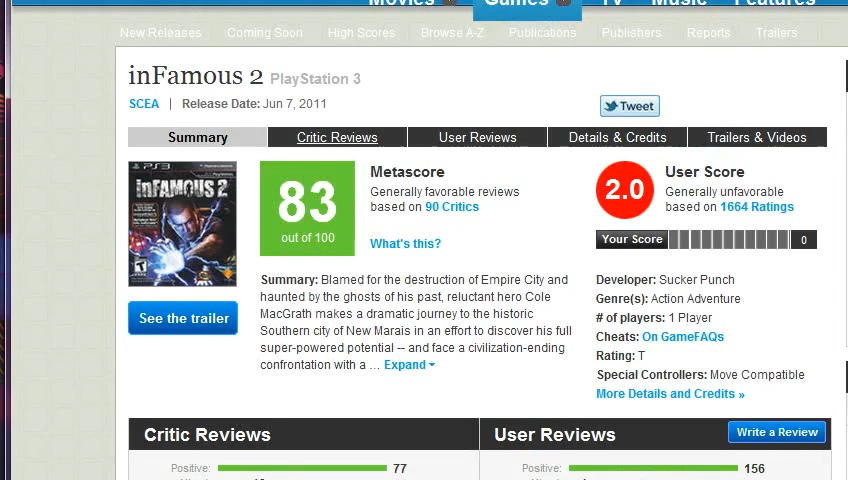 Movies Games TV Music Features
New Releases Coming Soon High Scores Browse A-Z Publications Publishers Reports Trailers
inFamous 2 PlayStation 3
SCEA | Release Date: Jun 7, 2011
Tweet
Summary Critic Reviews User Reviews Details & Credits Trailers & Videos
PS3
inFAMOUS 2
T
83
out of 100
Metascore
Generally favorable reviews
based on 90 Critics
What's this?
2.0
User Score
Generally unfavorable
based on 1664 Ratings
Your Score 0
See the trailer
Summary: Blamed for the destruction of Empire City and
haunted by the ghosts of his past, reluctant hero Cole
MacGrath makes a dramatic journey to the historic
Southern city of New Marais in an effort to discover his full
super-powered potential -- and face a civilization-ending
confrontation with a ... Expand
Developer: Sucker Punch
Genre(s): Action Adventure
# of players: 1 Player
Cheats: On GameFAQs
Rating: T
Special Controllers: Move Compatible
More Details and Credits »
Critic Reviews
Positive: 77
User Reviews Write a Review
Positive: 156